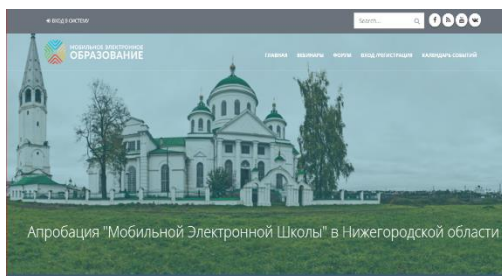 ВХОД В СИСТЕМУ
Search...
МОБИЛЬНОЕ ЭЛЕКТРОННОЕ
ОБРАЗОВАНИЕ
ГЛАВНАЯ ВЕБИНАРЫ ФОРУМ ВХОД /РЕГИСТРАЦИЯ КАЛЕНДАРЬ СОБЫТИЙ
Апробация "Мобильной Электронной Школы" в Нижегородской области